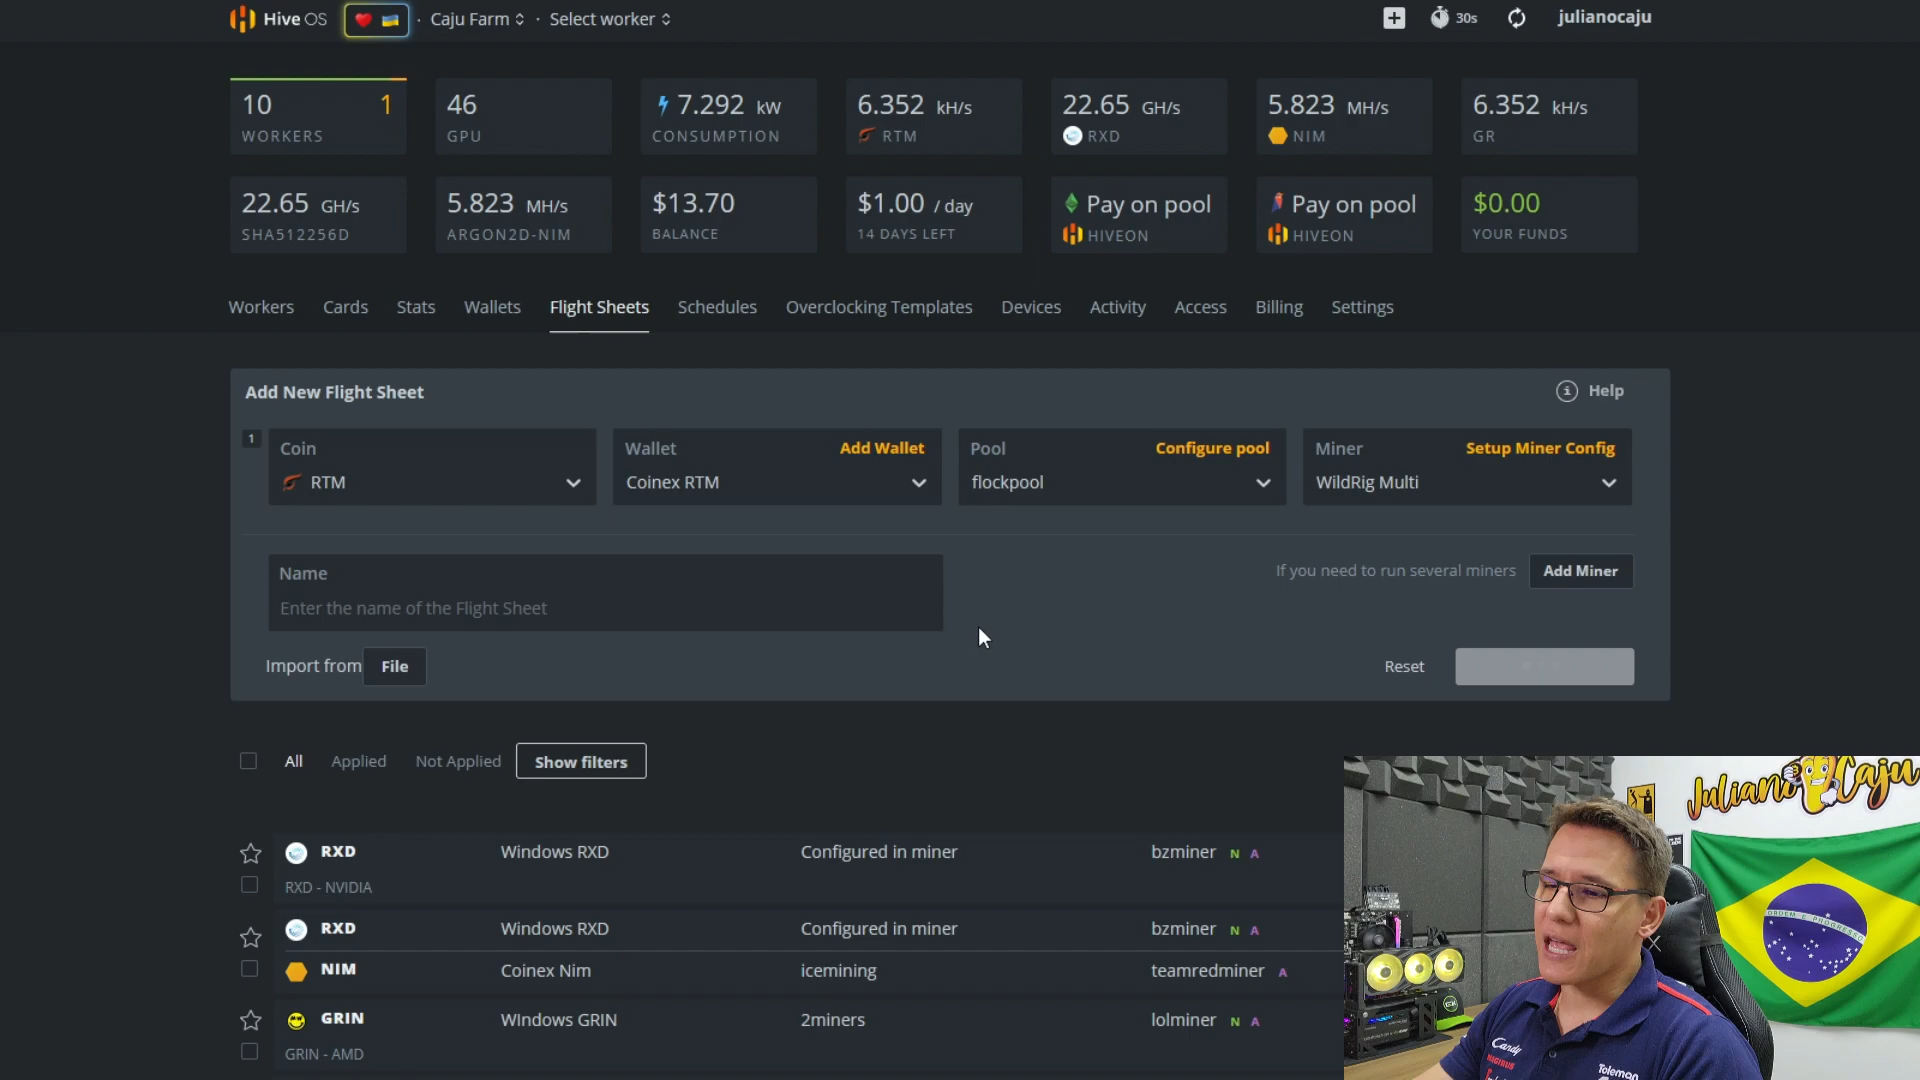 Hive OS
Caju Farm
Select worker
30s
julianocaju
10 1
WORKERS
46
GPU
7.292 kW
CONSUMPTION
6.352 kH/s
RTM
22.65 GH/s
RXD
5.823 MH/s
NIM
6.352 kH/s
GR
22.65 GH/s
SHA512256D
5.823 MH/s
ARGON2D-NIM
$13.70
BALANCE
$1.00 / day
14 DAYS LEFT
Pay on pool
HIVEON
Pay on pool
HIVEON
$0.00
YOUR FUNDS
Workers Cards Stats Wallets Flight Sheets Schedules Overclocking Templates Devices Activity Access Billing Settings
Add New Flight Sheet
Help
1
Coin
RTM
Wallet Add Wallet
Coinex RTM
Pool Configure pool
flockpool
Miner Setup Miner Config
WildRig Multi
Name
Enter the name of the Flight Sheet
If you need to run several miners Add Miner
Import from File
Reset
All Applied Not Applied Show filters
RXD Windows RXD Configured in miner bzminer N A
RXD - NVIDIA
RXD Windows RXD Configured in miner bzminer N A
NIM Coinex Nim icemining teamredminer A
GRIN WIndows GRIN 2miners lolminer N A
GRIN - AMD
Juliano Caju
ORDEM E PROGRESSO
Candy
Toleman